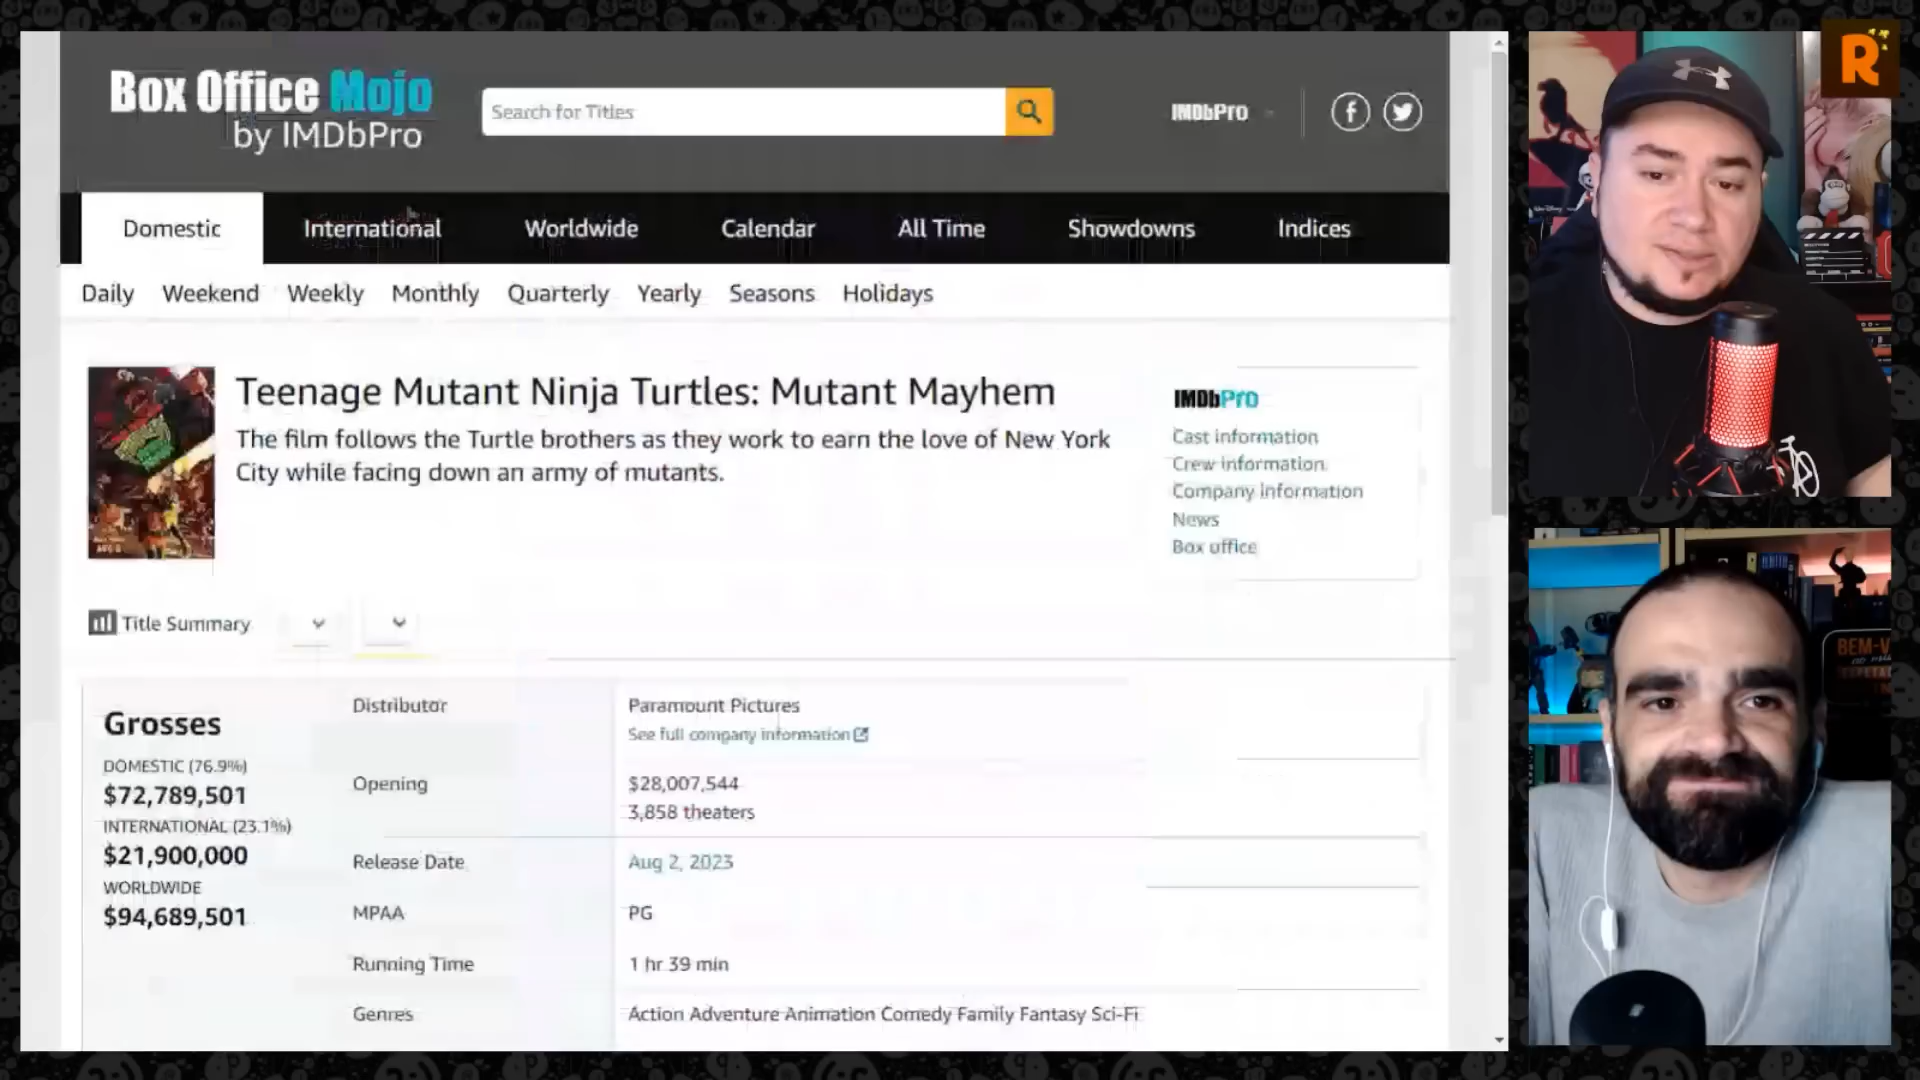 Box Office Mojo
by IMDbPro
Search for Titles
IMDbPro
Domestic
International
Worldwide
Calendar
All Time
Showdowns
Indices
Daily
Weekend
Weekly
Monthly
Quarterly
Yearly
Seasons
Holidays
Teenage Mutant Ninja Turtles: Mutant Mayhem
The film follows the Turtle brothers as they work to earn the love of New York
City while facing down an army of mutants.
IMDbPro
Cast information
Crew information
Company information
News
Box office
Title Summary
Grosses
DOMESTIC (76.9%)
$72,789,501
INTERNATIONAL (23.1%)
$21,900,000
WORLDWIDE
$94,689,501
Distributor
Paramount Pictures
See full company information
Opening
$28,007,544
3,858 theaters
Release Date
Aug 2, 2023
MPAA
PG
Running Time
1 hr 39 min
Genres
Action Adventure Animation Comedy Family Fantasy Sci-Fi
R
BEM-V